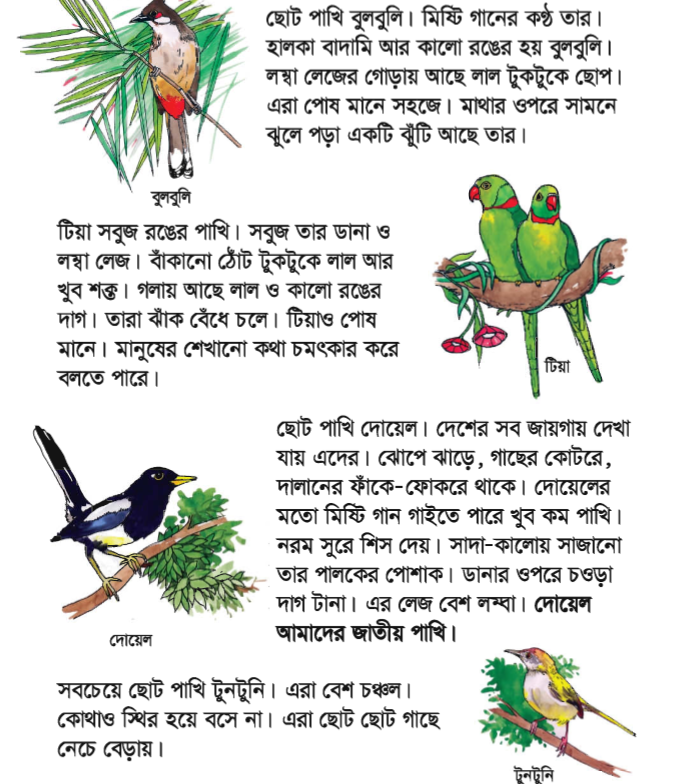 ছোট পাখি বুলবুলি। মিষ্টি গানের কণ্ঠ তার।
হালকা বাদামি আর কালো রঙের হয় বুলবুলি।
লম্বা লেজের গোড়ায় আছে লাল টুকটুকে ছোপ।
এরা পোষ মানে সহজে। মাথার ওপরে সামনে
ঝুলে পড়া একটি ঝুঁটি আছে তার।
বুলবুলি
টিয়া সবুজ রঙের পাখি। সবুজ তার ডানা ও
লম্বা লেজ। বাঁকানো ঠোঁট টুকটুকে লাল আর
খুব শক্ত। গলায় আছে লাল ও কালো রঙের
দাগ। তারা ঝাঁক বেঁধে চলে। টিয়াও পোষ
মানে। মানুষের শেখানো কথা চমৎকার করে
বলতে পারে।
টিয়া
ছোট পাখি দোয়েল। দেশের সব জায়গায় দেখা
যায় এদের। ঝোপে ঝাড়ে, গাছের কোটরে,
দালানের ফাঁকে-ফোকরে থাকে। দোয়েলের
মতো মিষ্টি গান গাইতে পারে খুব কম পাখি।
নরম সুরে শিস দেয়। সাদা-কালোয় সাজানো
তার পালকের পোশাক। ডানার ওপরে চওড়া
দাগ টানা। এর লেজ বেশ লম্বা। দোয়েল
আমাদের জাতীয় পাখি।
দোয়েল
সবচেয়ে ছোট পাখি টুনটুনি। এরা বেশ চঞ্চল।
কোথাও স্থির হয়ে বসে না। এরা ছোট ছোট গাছে
নেচে বেড়ায়।
টুনটুনি